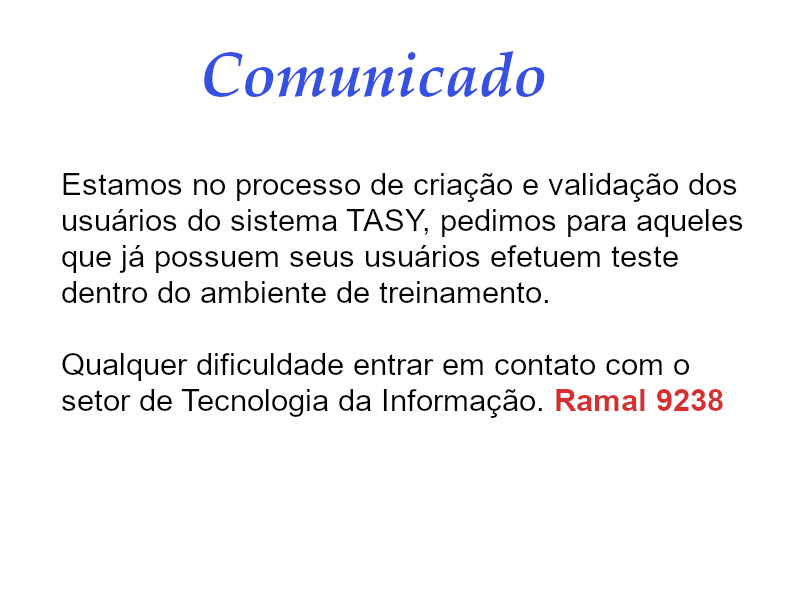 Comunicado
Estamos no processo de criação e validação dos
usuários do sistema TASY, pedimos para aqueles
que já possuem seus usuários efetuem teste
dentro do ambiente de treinamento.
Qualquer dificuldade entrar em contato com o
setor de Tecnologia da Informação. Ramal 9238